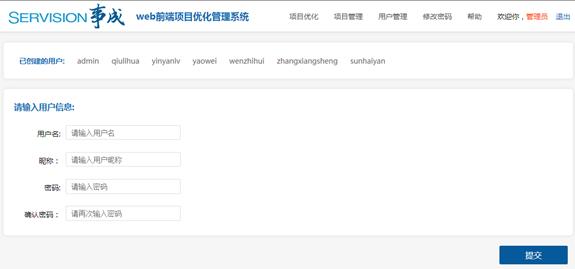 SERVISION 事成 web前端项目优化管理系统 项目优化 项目管理 用户管理 修改密码 帮助 欢迎你，管理员 退出
已创建的用户: admin qiulihua yinyanlv yaowei wenzhihui zhangxiangsheng sunhaiyan
请输入用户信息:
用户名: 请输入用户名
昵称： 请输入用户昵称
密码: 请输入密码
确认密码： 请再次输入密码
提交